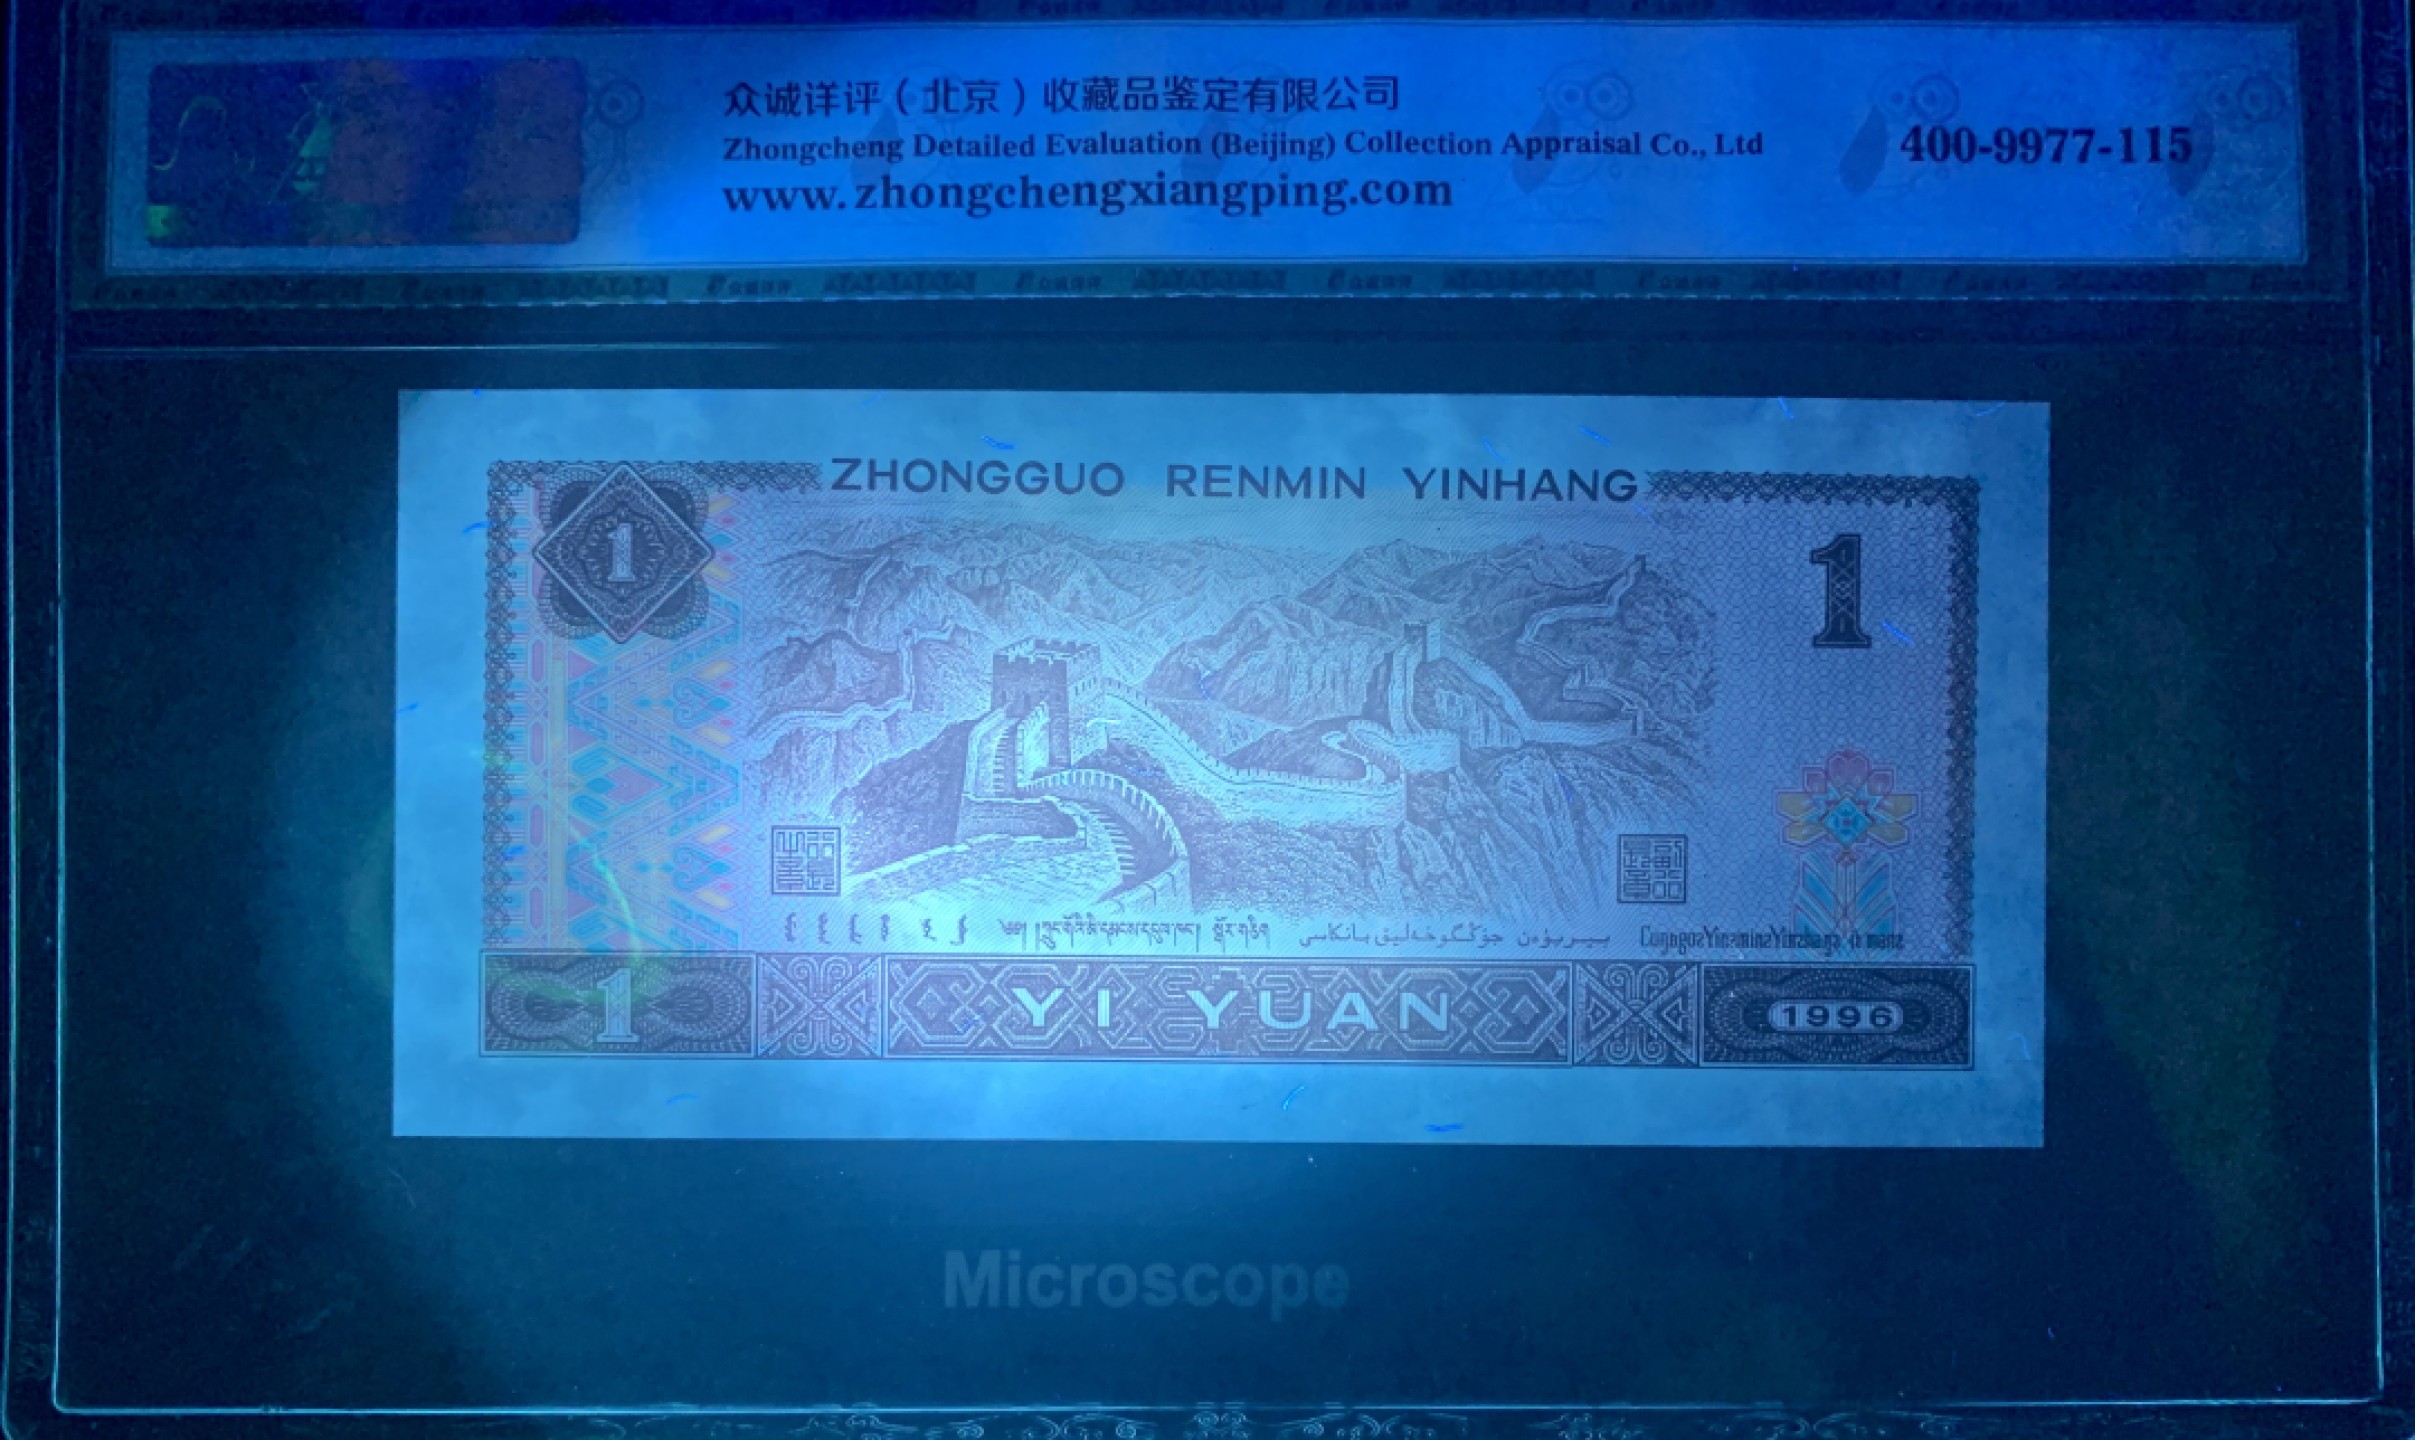 众诚详评（北京）收藏品鉴定有限公司
Zhongcheng Detailed Evaluation (Beijing) Collection Appraisal Co., Ltd
www.zhongchengxiangping.com
400-9977-115
ZHONGGUO RENMIN YINHANG
1
1
1
YI YUAN
1996
Microscope